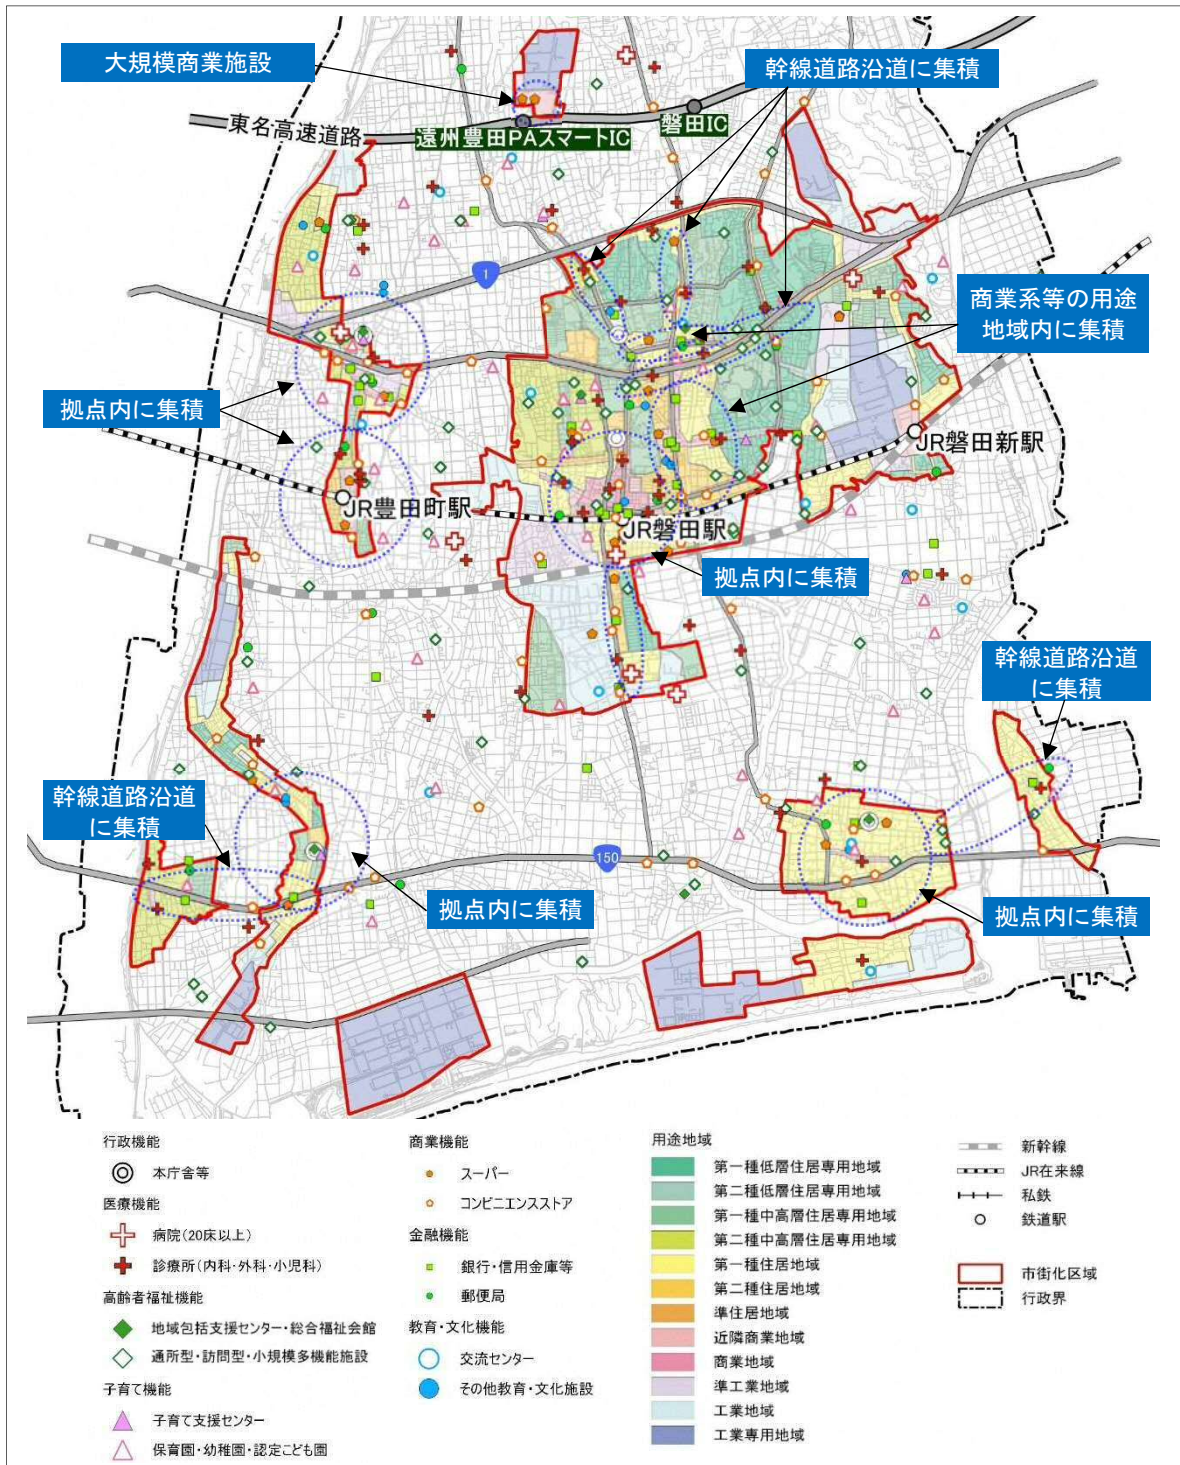 大規模商業施設
幹線道路沿道に集積
東名高速道路
遠州豊田PAスマートIC
磐田IC
1
商業系等の用途
地域内に集積
拠点内に集積
JR磐田新駅
JR豊田町駅
JR磐田駅
拠点内に集積
幹線道路沿道
に集積
幹線道路沿道
に集積
150
拠点内に集積
拠点内に集積
行政機能
本庁舎等
医療機能
病院(20床以上)
診療所(内科・外科・小児科)
高齢者福祉機能
地域包括支援センター・総合福祉会館
通所型・訪問型・小規模多機能施設
子育て機能
子育て支援センター
保育園・幼稚園・認定こども園
商業機能
スーパー
コンビニエンスストア
金融機能
銀行・信用金庫等
郵便局
教育・文化機能
交流センター
その他教育・文化施設
用途地域
第一種低層住居専用地域
第二種低層住居専用地域
第一種中高層住居専用地域
第二種中高層住居専用地域
第一種住居地域
第二種住居地域
準住居地域
近隣商業地域
商業地域
準工業地域
工業地域
工業専用地域
新幹線
JR在来線
私鉄
鉄道駅
市街化区域
行政界